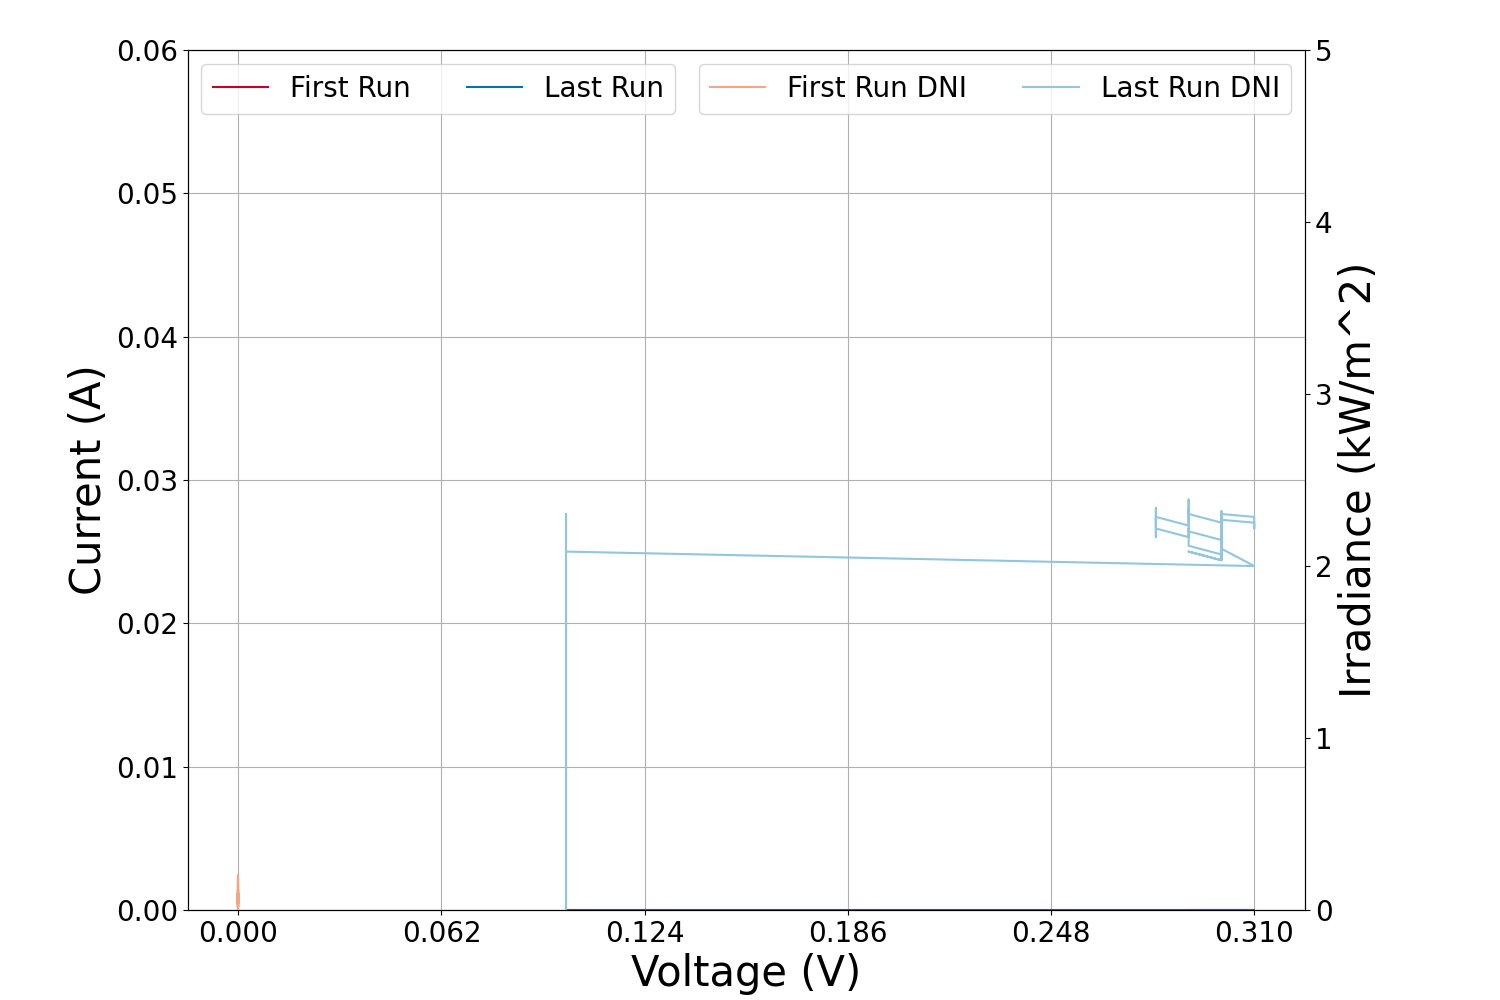 First Run
Last Run
First Run DNI
Last Run DNI
0.06
0.05
0.04
0.03
0.02
0.01
0.00
Current (A)
5
4
3
2
1
0
Irradiance (kW/m^2)
0.000 0.062 0.124 0.186 0.248 0.310
Voltage (V)